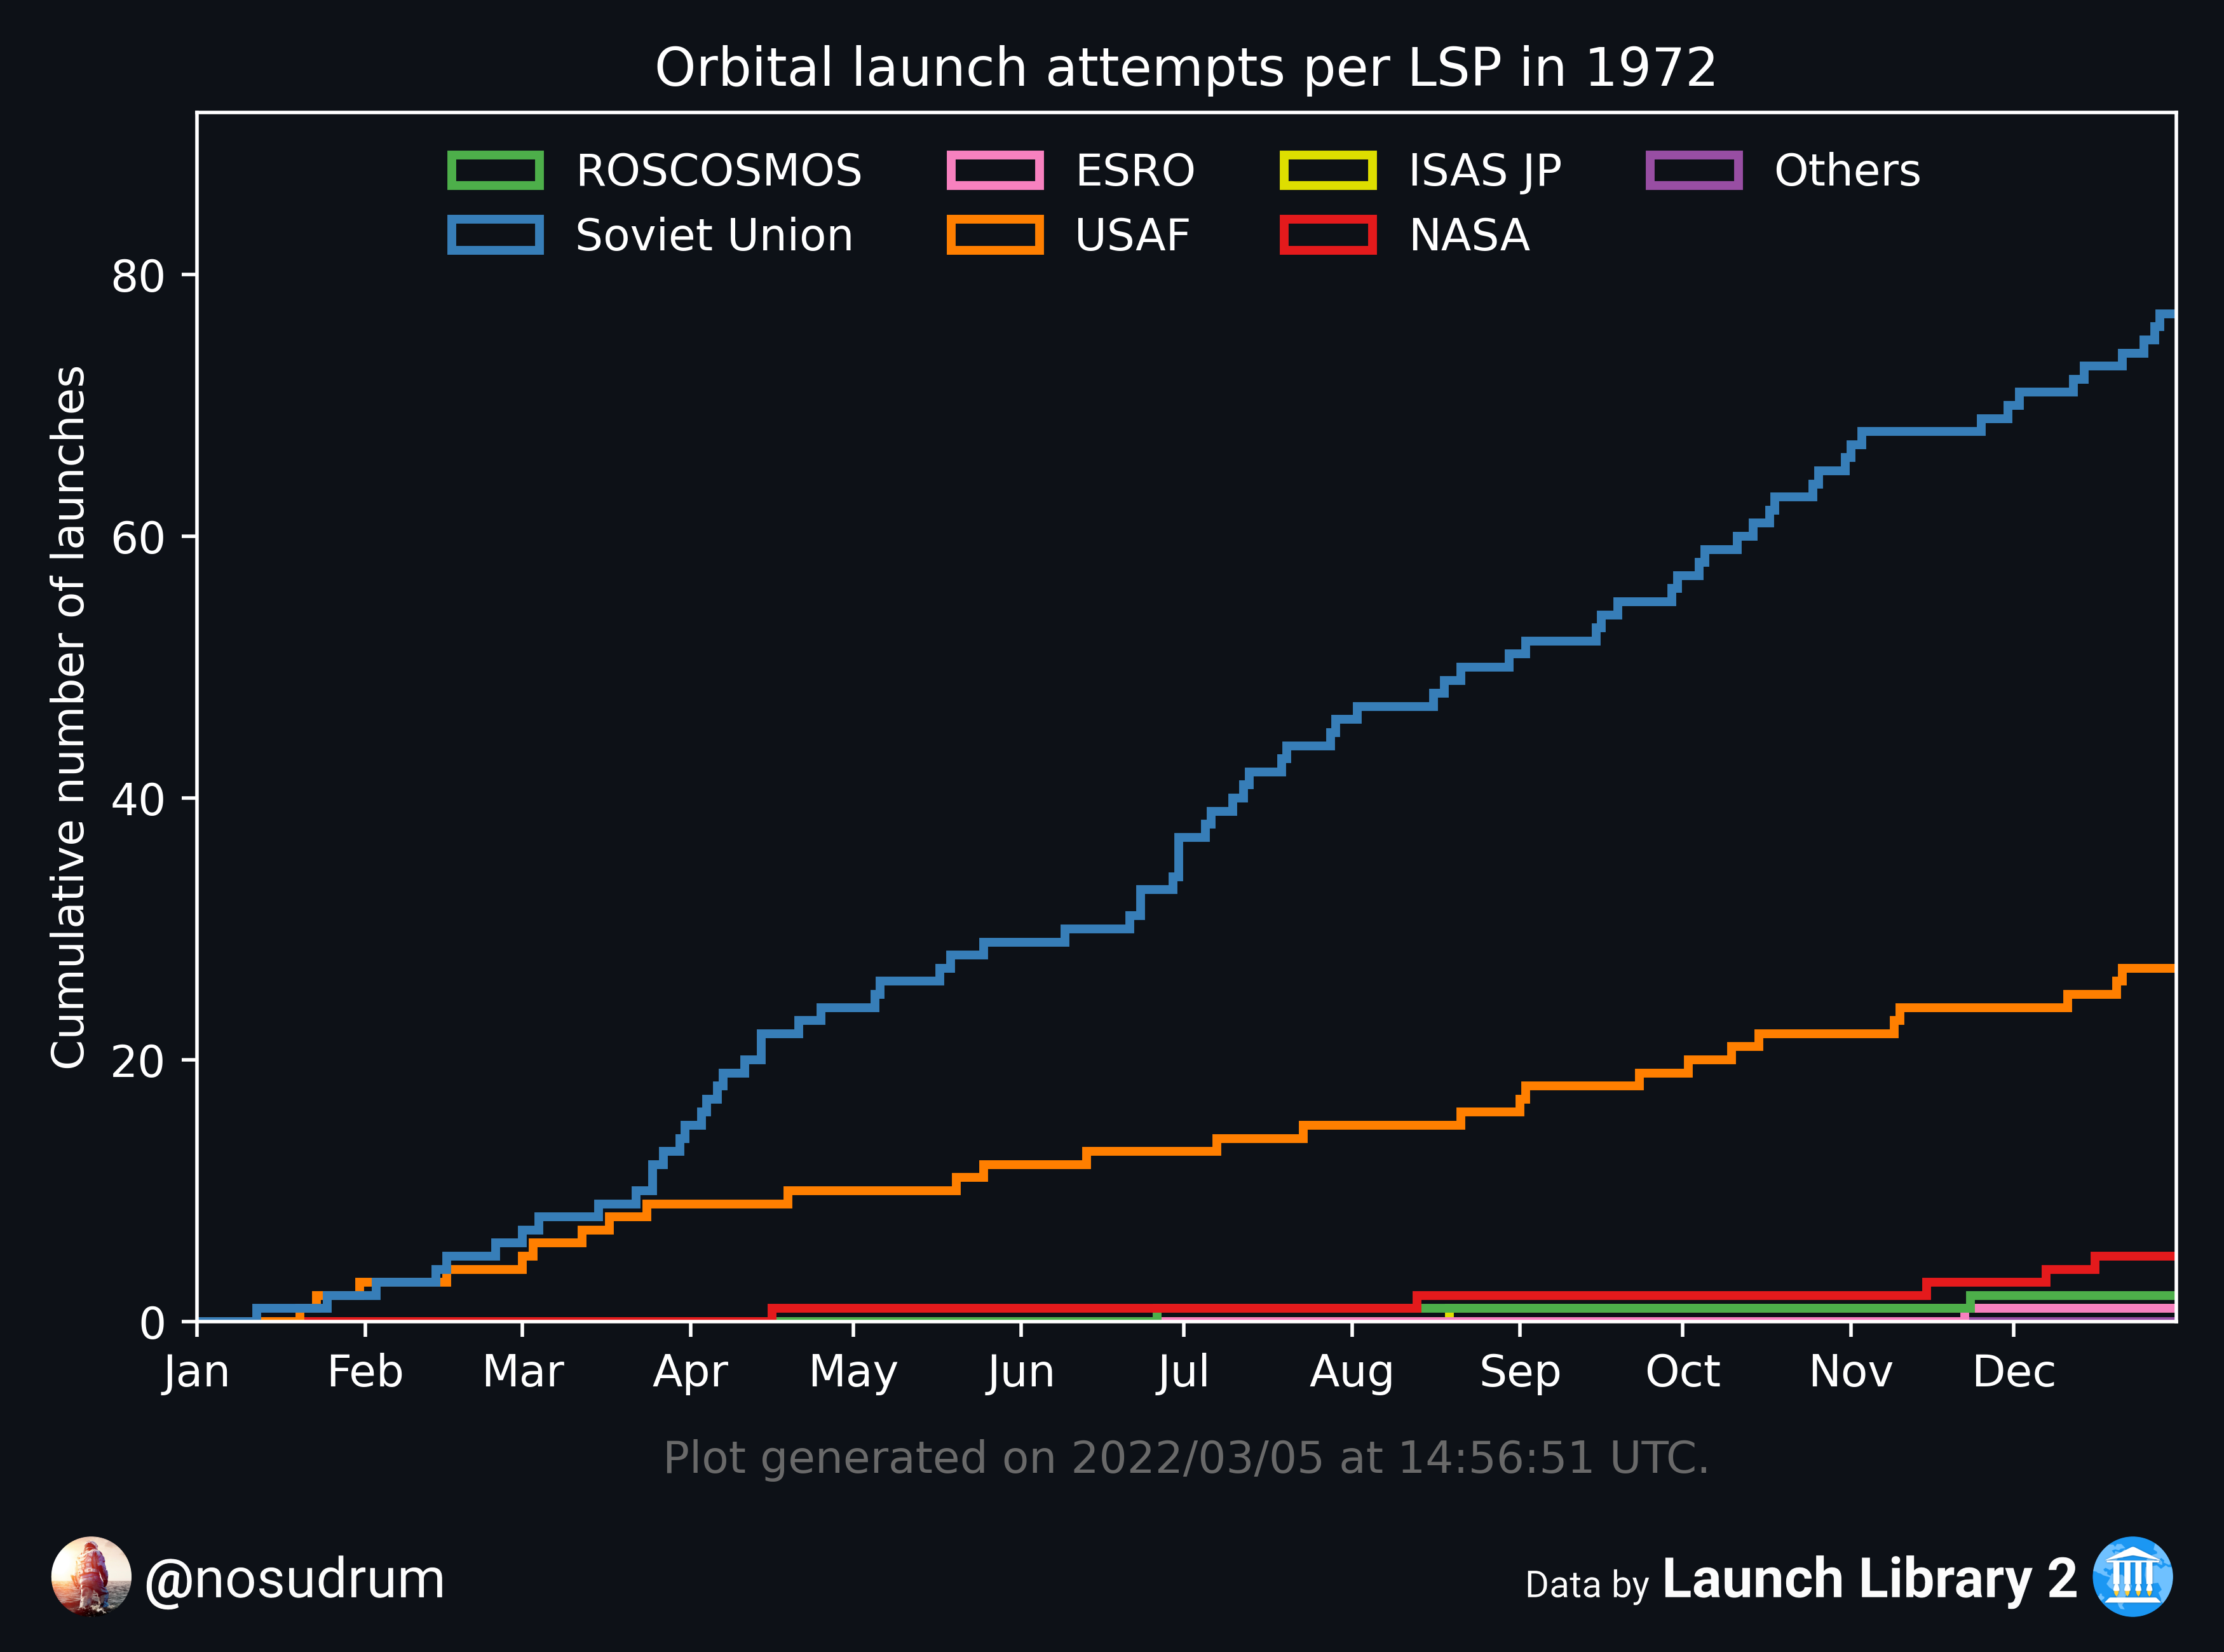 Orbital launch attempts per LSP in 1972
ROSCOSMOS
ESRO
ISAS JP
Others
Soviet Union
USAF
NASA
Cumulative number of launches
80
60
40
20
0
Jan Feb Mar Apr May Jun Jul Aug Sep Oct Nov Dec
Plot generated on 2022/03/05 at 14:56:51 UTC.
@nosudrum
Data by Launch Library 2